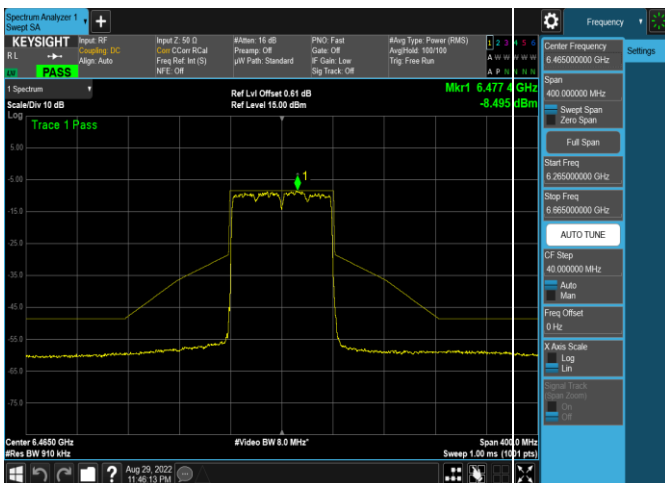 Spectrum Analyzer 1
Swept SA
Frequency
KEYSIGHT
R L
LV
PASS
Input: RF
Coupling: DC
Align: Auto
Input Z: 50 Ω
Corr CCorr RCal
Freq Ref: Int (S)
NFE: Off
#Atten: 16 dB
Preamp: Off
µW Path: Standard
PNO: Fast
Gate: Off
IF Gain: Low
Sig Track: Off
#Avg Type: Power (RMS)
Avg|Hold: 100/100
Trig: Free Run
1 2 3 4 5 6
A W W W W W
A P N N N N
1 Spectrum
Scale/Div 10 dB
Ref Lvl Offset 0.61 dB
Ref Level 15.00 dBm
Mkr1 6.477 4 GHz
-8.495 dBm
Log
Trace 1 Pass
5.00
-5.00
-15.0
-25.0
-35.0
-45.0
-55.0
-65.0
-75.0
1
Center 6.4650 GHz
#Res BW 910 kHz
#Video BW 8.0 MHz*
Span 400.0 MHz
Sweep 1.00 ms (1001 pts)
Aug 29, 2022
11:46:13 PM
Center Frequency
6.465000000 GHz
Settings
Span
400.000000 MHz
Swept Span
Zero Span
Full Span
Start Freq
6.265000000 GHz
Stop Freq
6.665000000 GHz
AUTO TUNE
CF Step
40.000000 MHz
Auto
Man
Freq Offset
0 Hz
X Axis Scale
Log
Lin
Signal Track
(Span Zoom)
On
Off